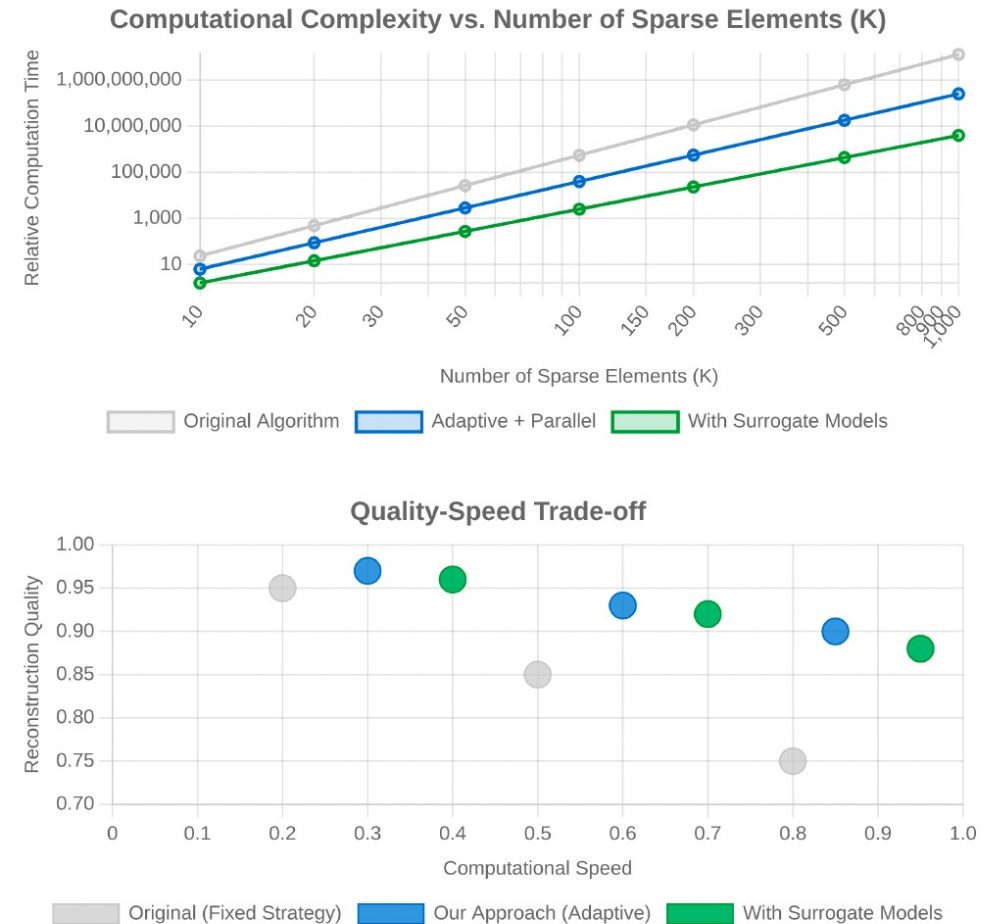 Computational Complexity vs. Number of Sparse Elements (K)
Relative Computation Time
1,000,000,000
10,000,000
100,000
1,000
10
10 20 30 50 100 150 200 300 500 800 900 1,000
Number of Sparse Elements (K)
Original Algorithm Adaptive + Parallel With Surrogate Models
Quality-Speed Trade-off
Reconstruction Quality
1.00
0.95
0.90
0.85
0.80
0.75
0.70
0 0.1 0.2 0.3 0.4 0.5 0.6 0.7 0.8 0.9 1.0
Computational Speed
Original (Fixed Strategy) Our Approach (Adaptive) With Surrogate Models